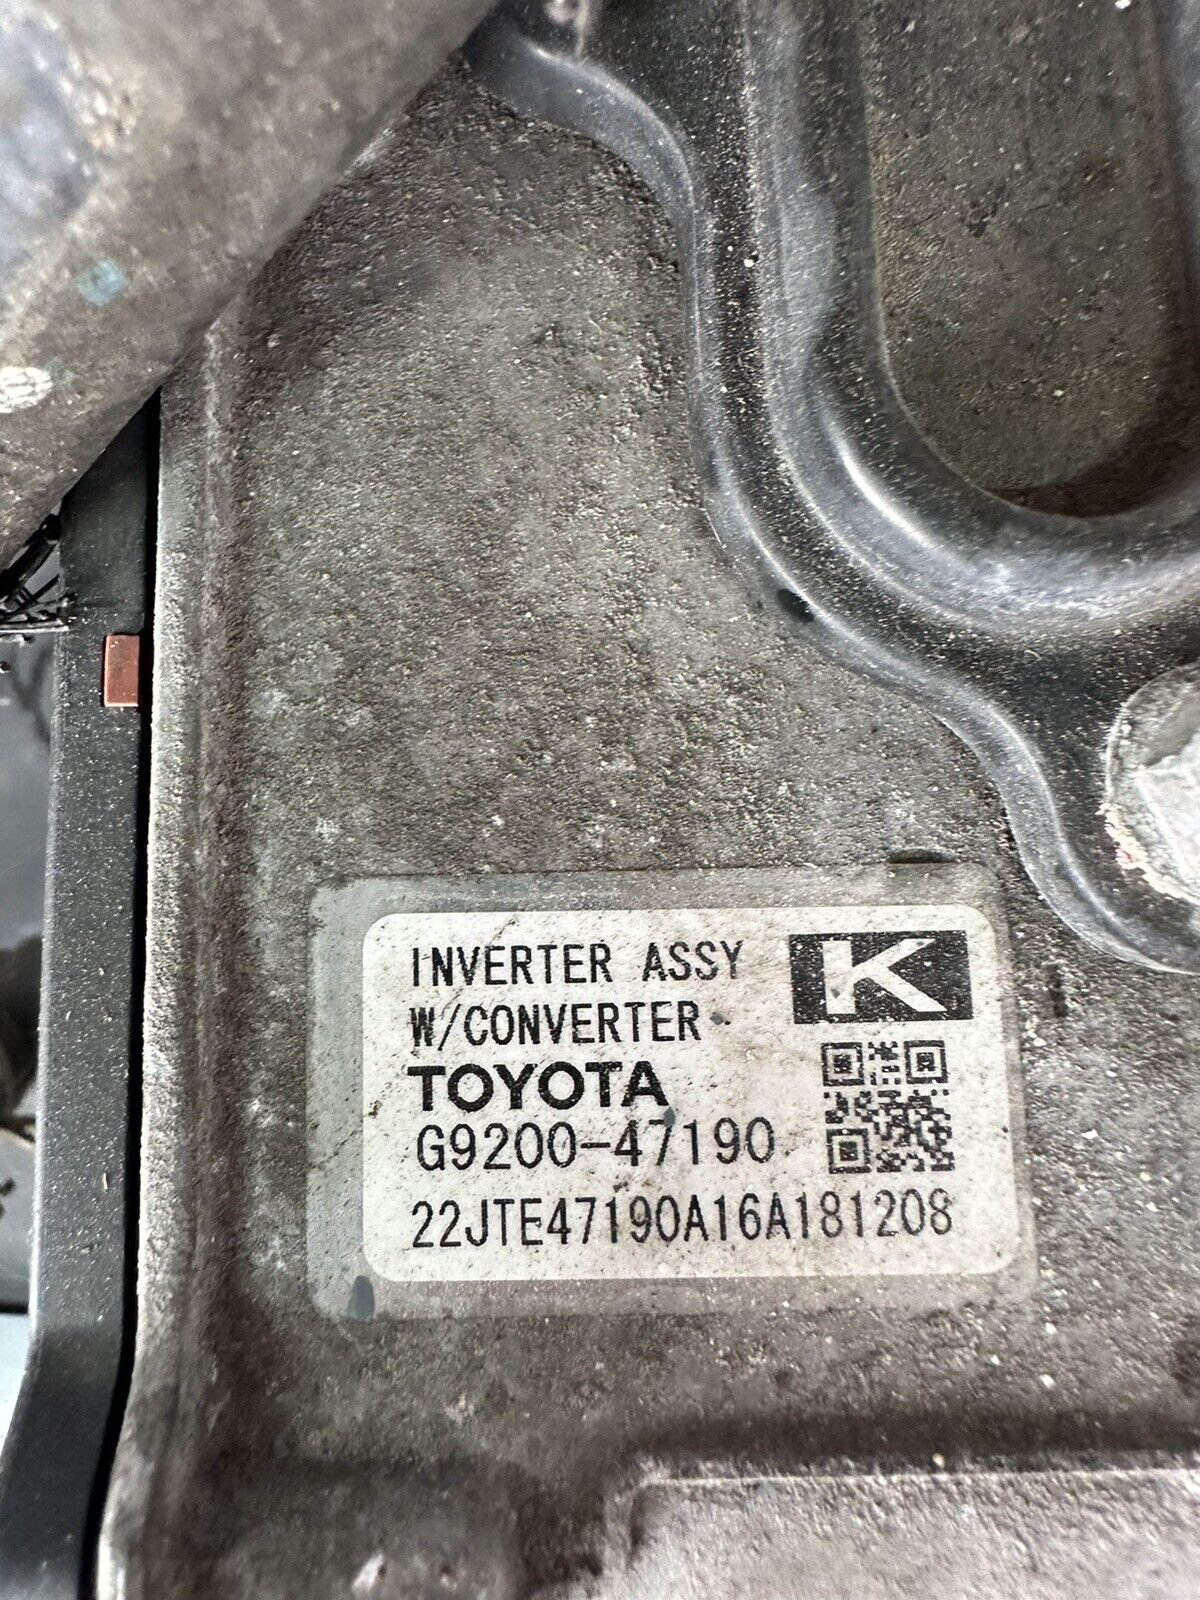 INVERTER ASSY K
W/CONVERTER
TOYOTA
G9200-47190
22JTE47190A16A181208